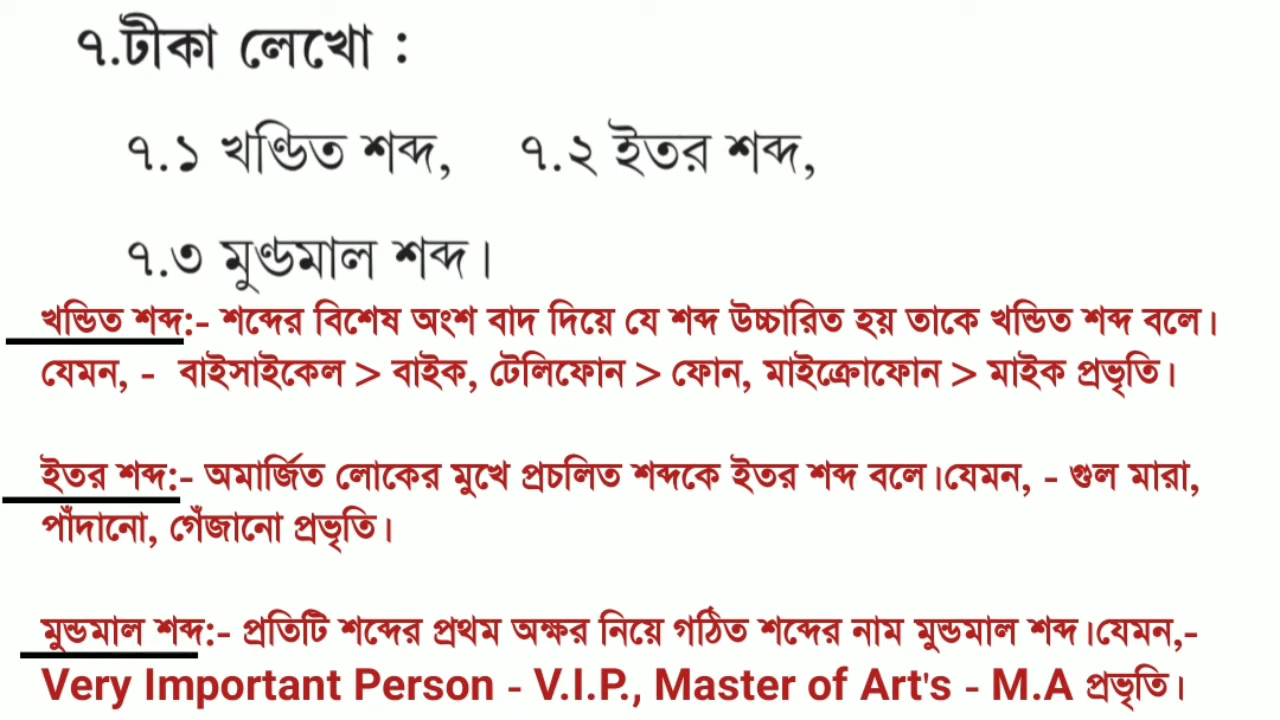 ৭.টীকা লেখো :
৭.১ খণ্ডিত শব্দ, ৭.২ ইতর শব্দ,
৭.৩ মুণ্ডমাল শব্দ।
খন্ডিত শব্দ:- শব্দের বিশেষ অংশ বাদ দিয়ে যে শব্দ উচ্চারিত হয় তাকে খন্ডিত শব্দ বলে।
যেমন, - বাইসাইকেল > বাইক, টেলিফোন > ফোন, মাইক্রোফোন > মাইক প্রভৃতি।
ইতর শব্দ:- অমার্জিত লোকের মুখে প্রচলিত শব্দকে ইতর শব্দ বলে।যেমন, - গুল মারা,
পাঁদানো, গেঁজানো প্রভৃতি।
মুন্ডমাল শব্দ:- প্রতিটি শব্দের প্রথম অক্ষর নিয়ে গঠিত শব্দের নাম মুন্ডমাল শব্দ।যেমন,-
Very Important Person - V.I.P., Master of Art's - M.A প্রভৃতি।